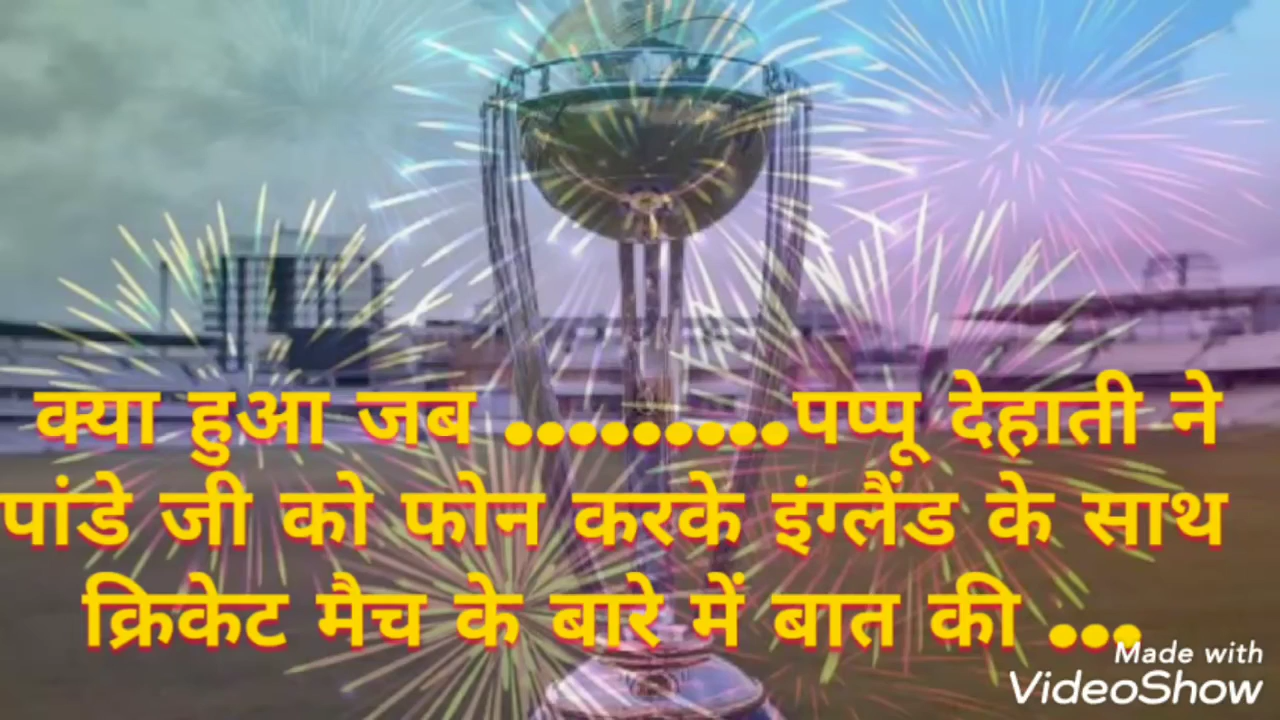 क्या हुआ जब ..........पप्पू देहाती ने
पांडे जी को फोन करके इंग्लैंड के साथ
क्रिकेट मैच के बारे में बात की ...
Made with
VideoShow